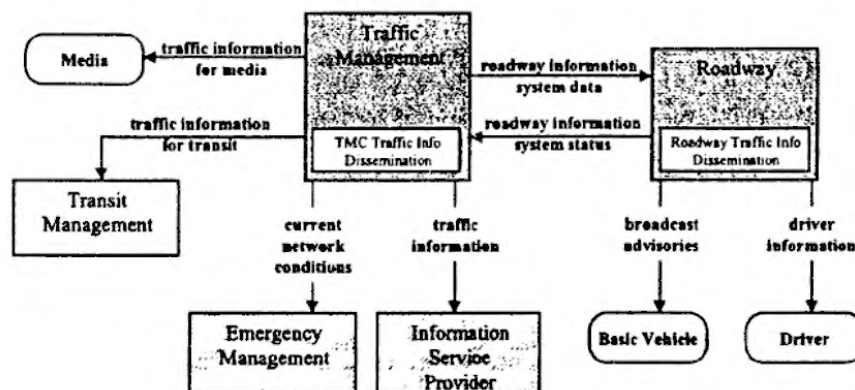 Traffic
Management
Media
traffic information
for media
roadway information
system data
Roadway
traffic information
for transit
TMC Traffic Info
Dissemination
roadway information
system status
Roadway Traffic Info
Dissemination
Transit
Management
current
network
conditions
traffic
information
broadcast
advisories
driver
information
Emergency
Management
Information
Service
Provider
Basic Vehicle
Driver